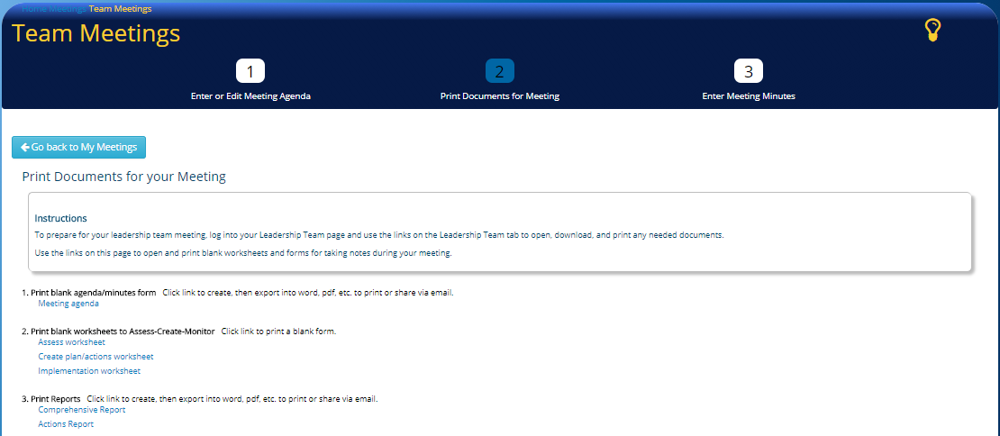 Home Meetings Team Meetings
Team Meetings
1
2
3
Enter or Edit Meeting Agenda
Print Documents for Meeting
Enter Meeting Minutes
Go back to My Meetings
Print Documents for your Meeting
Instructions
To prepare for your leadership team meeting, log into your Leadership Team page and use the links on the Leadership Team tab to open, download, and print any needed documents.
Use the links on this page to open and print blank worksheets and forms for taking notes during your meeting.
1. Print blank agenda/minutes form Click link to create, then export into word, pdf, etc. to print or share via email.
Meeting agenda
2. Print blank worksheets to Assess-Create-Monitor Click link to print a blank form.
Assess worksheet
Create plan/actions worksheet
Implementation worksheet
3. Print Reports Click link to create, then export into word, pdf, etc. to print or share via email.
Comprehensive Report
Actions Report